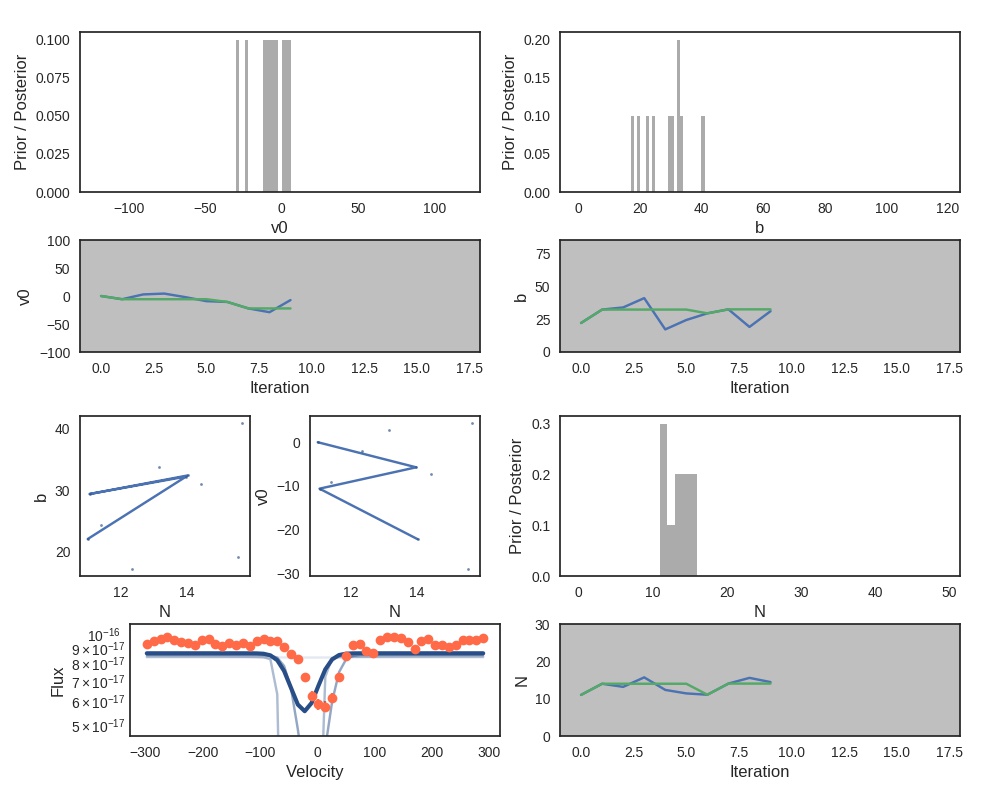 0.100
0.075
0.050
0.025
0.000
Prior / Posterior
−100 −50 0 50 100
v0
0.20
0.15
0.10
0.05
0.00
Prior / Posterior
0 20 40 60 80 100 120
b
100
50
0
−50
−100
v0
0.0 2.5 5.0 7.5 10.0 12.5 15.0 17.5
Iteration
75
50
25
0
b
0.0 2.5 5.0 7.5 10.0 12.5 15.0 17.5
Iteration
40
30
20
b
12 14
N
0
−10
−20
−30
v0
12 14
N
0.3
0.2
0.1
0.0
Prior / Posterior
0 10 20 30 40 50
N
10⁻¹⁶
9 × 10⁻¹⁷
8 × 10⁻¹⁷
7 × 10⁻¹⁷
6 × 10⁻¹⁷
5 × 10⁻¹⁷
Flux
−300 −200 −100 0 100 200 300
Velocity
30
20
10
0
N
0.0 2.5 5.0 7.5 10.0 12.5 15.0 17.5
Iteration